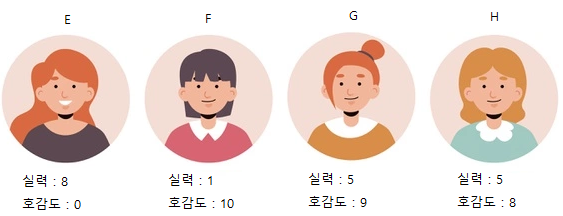 E F G H
실력 : 8 실력 : 1 실력 : 5 실력 : 5
호감도 : 0 호감도 : 10 호감도 : 9 호감도 : 8